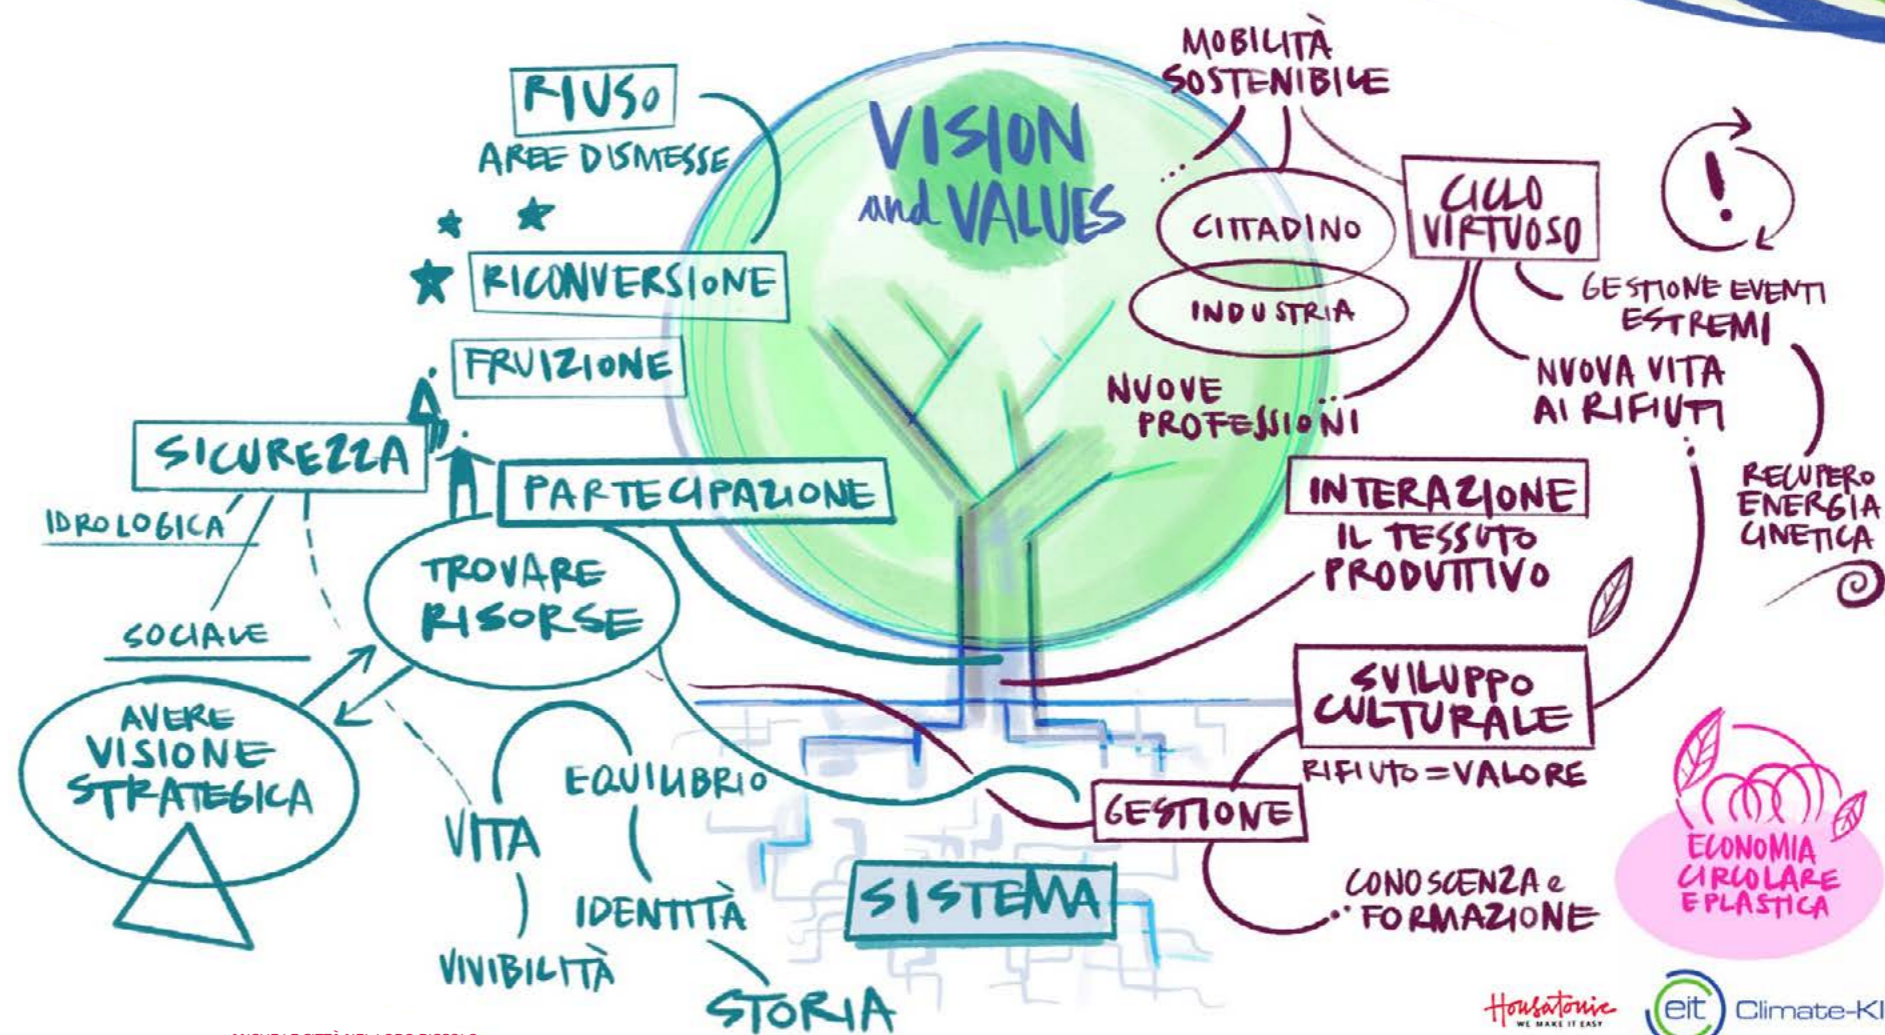 VISION
and VALUES
RIUSO
AREE DISMESSE
RICONVERSIONE
FRUIZIONE
SICUREZZA
IDROLOGICA
SOCIALE
PARTECIPAZIONE
TROVARE
RISORSE
AVERE
VISIONE
STRATEGICA
EQUILIBRIO
VITA
IDENTITÀ
VIVIBILITÀ
STORIA
SISTEMA
MOBILITÀ
SOSTENIBILE
CITTADINO
INDUSTRIA
CICLO
VIRTUOSO
!
GESTIONE EVENTI
ESTREMI
NUOVA VITA
AI RIFIUTI
NUOVE
PROFESSIONI
RECUPERO
ENERGIA
CINETICA
INTERAZIONE
IL TESSUTO
PRODUTTIVO
SVILUPPO
CULTURALE
RIFIUTO = VALORE
GESTIONE
CONOSCENZA e
FORMAZIONE
ECONOMIA
CIRCOLARE
E PLASTICA
Housatonic
WE MAKE IT EASY
eit Climate-KI